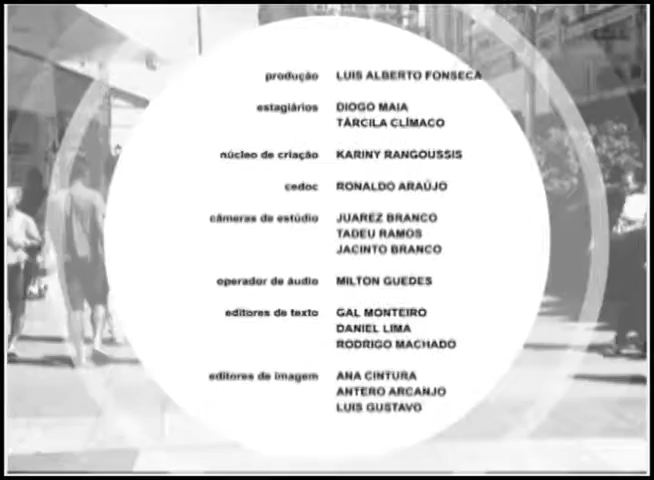 produção LUIS ALBERTO FONSECA
estagiários DIOGO MAIA
TÁRCILA CLÍMACO
núcleo de criação KARINY RANGOUSSIS
cedoc RONALDO ARAÚJO
câmeras de estúdio JUAREZ BRANCO
TADEU RAMOS
JACINTO BRANCO
operador de áudio MILTON GUEDES
editores de texto GAL MONTEIRO
DANIEL LIMA
RODRIGO MACHADO
editores de imagem ANA CINTURA
ANTERO ARCANJO
LUIS GUSTAVO